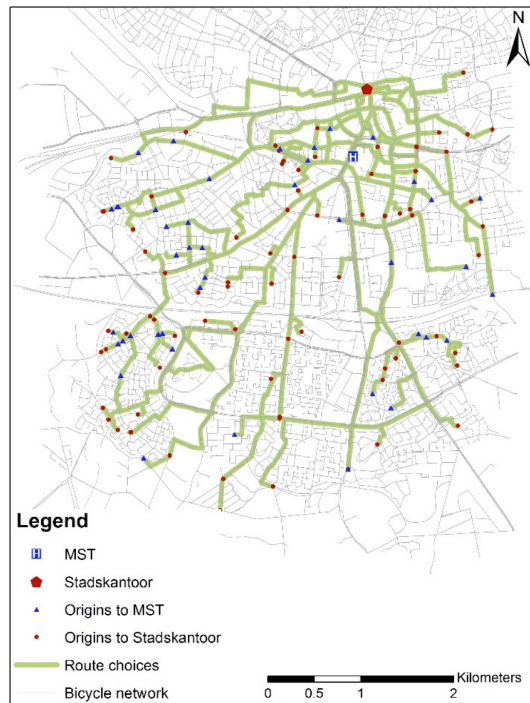 N
H
Legend
H MST
Stadskantoor
Origins to MST
Origins to Stadskantoor
Route choices
Bicycle network
Kilometers
0 0.5 1 2